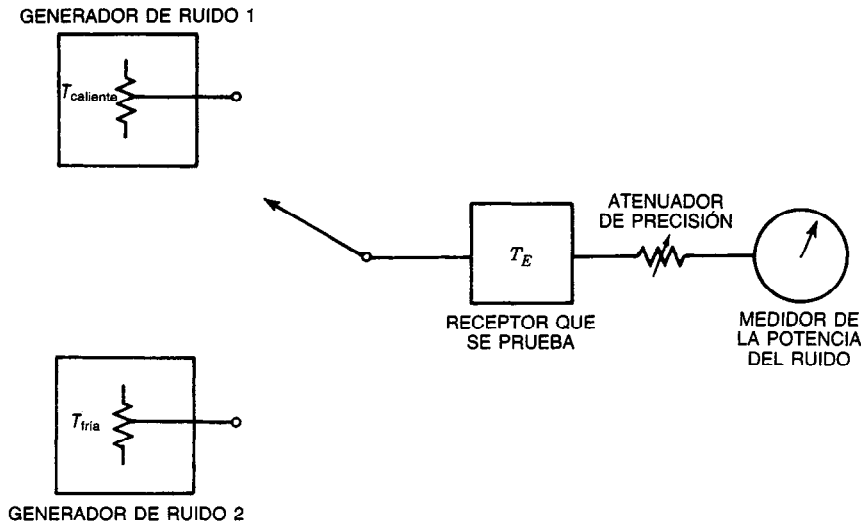 GENERADOR DE RUIDO 1
Tcaliente
ATENUADOR
DE PRECISIÓN
TE
RECEPTOR QUE
SE PRUEBA
MEDIDOR DE
LA POTENCIA
DEL RUIDO
Tfría
GENERADOR DE RUIDO 2